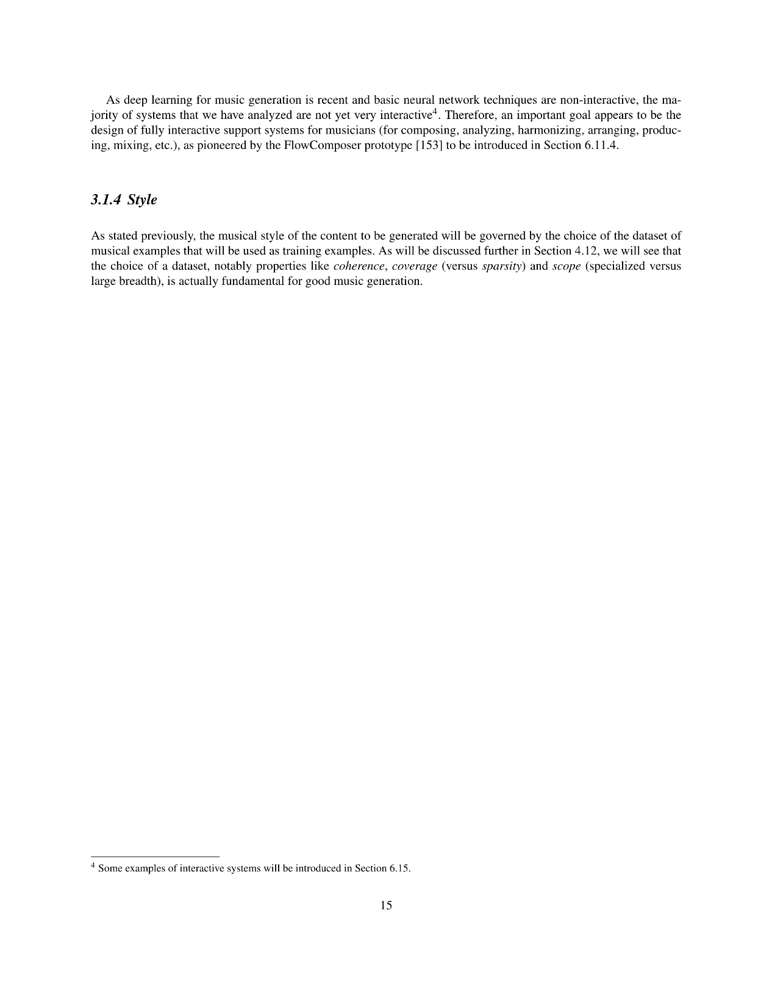 As deep learning for music generation is recent and basic neural network techniques are non-interactive, the ma-
jority of systems that we have analyzed are not yet very interactive4. Therefore, an important goal appears to be the
design of fully interactive support systems for musicians (for composing, analyzing, harmonizing, arranging, produc-
ing, mixing, etc.), as pioneered by the FlowComposer prototype [153] to be introduced in Section 6.11.4.
3.1.4 Style
As stated previously, the musical style of the content to be generated will be governed by the choice of the dataset of
musical examples that will be used as training examples. As will be discussed further in Section 4.12, we will see that
the choice of a dataset, notably properties like coherence, coverage (versus sparsity) and scope (specialized versus
large breadth), is actually fundamental for good music generation.
4 Some examples of interactive systems will be introduced in Section 6.15.
15